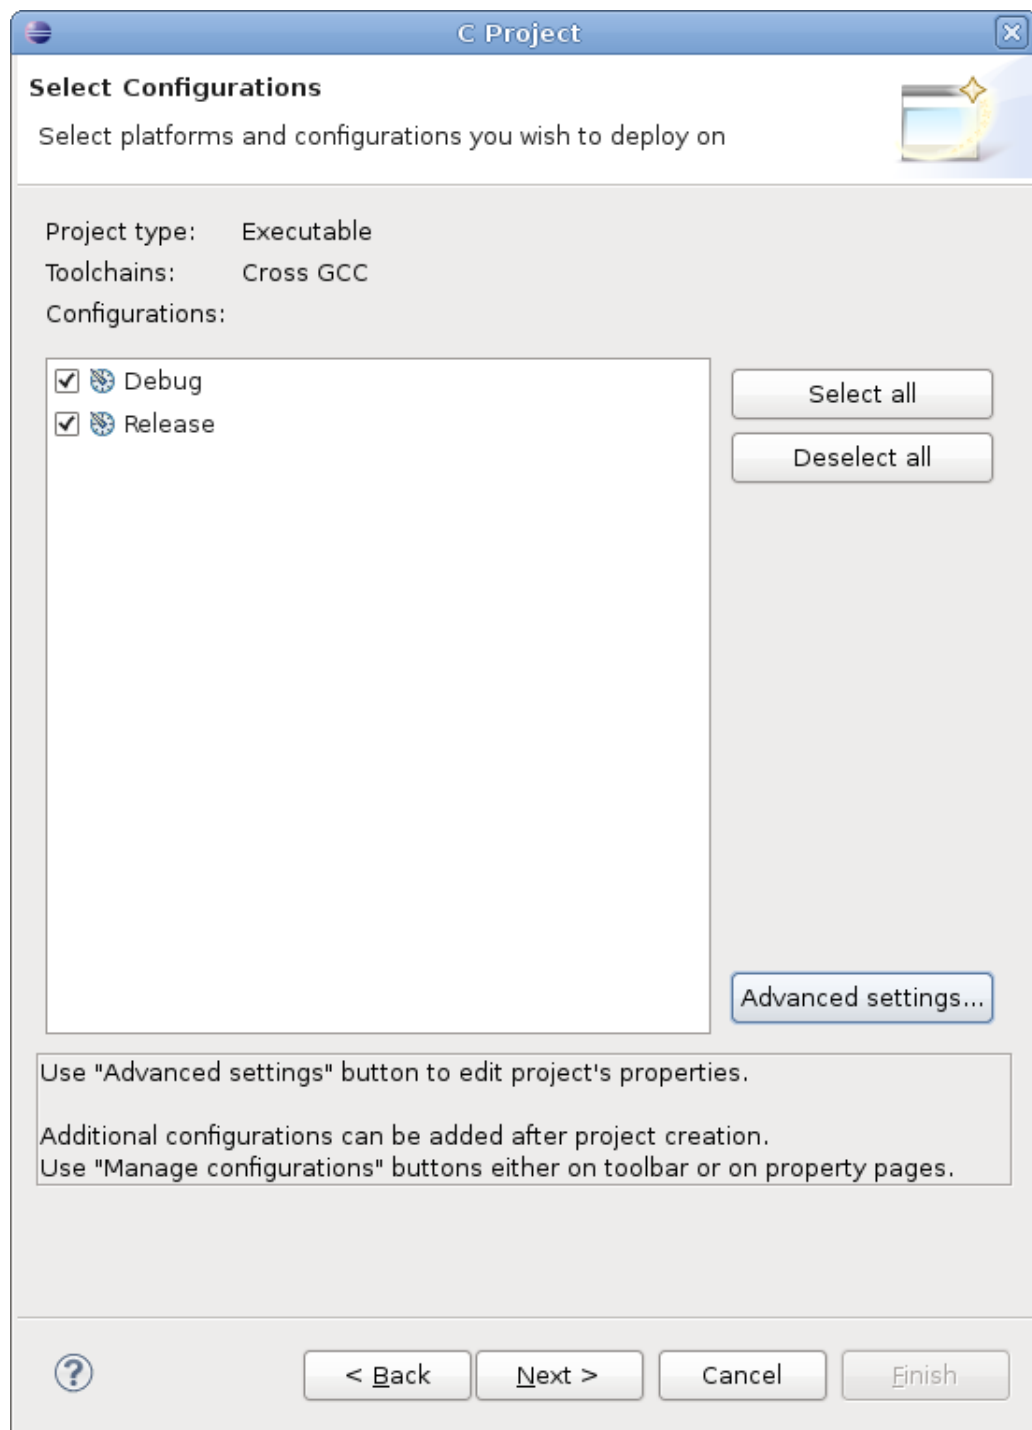 C Project
Select Configurations
Select platforms and configurations you wish to deploy on
Project type: Executable
Toolchains: Cross GCC
Configurations:
Debug
Release
Select all
Deselect all
Advanced settings...
Use "Advanced settings" button to edit project's properties.
Additional configurations can be added after project creation.
Use "Manage configurations" buttons either on toolbar or on property pages.
? < Back Next > Cancel Finish